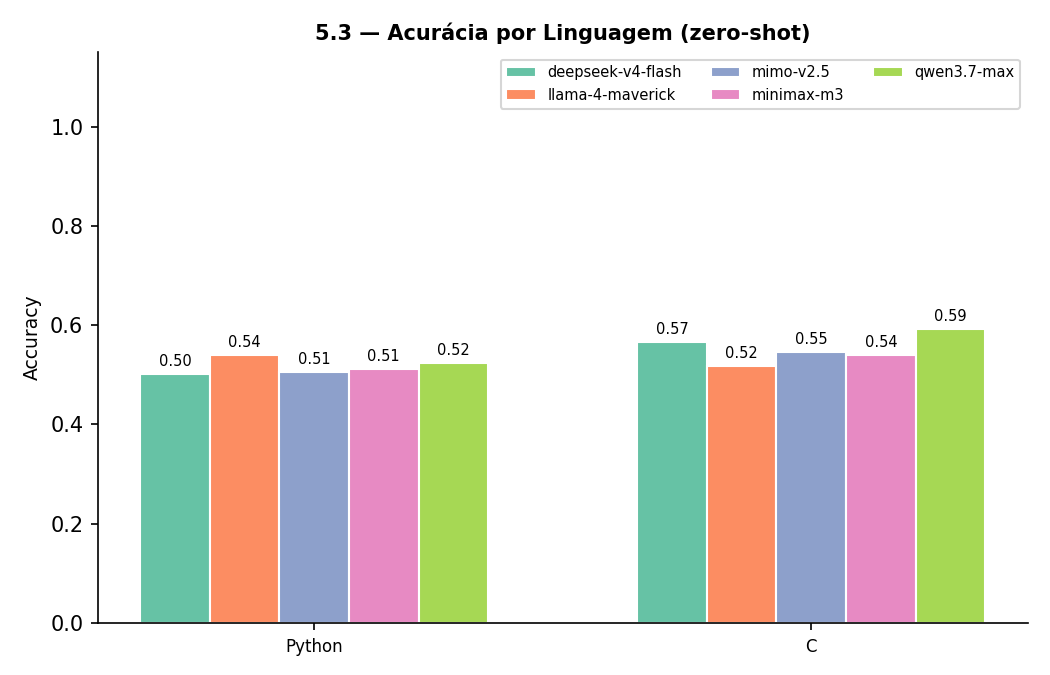 5.3 — Acurácia por Linguagem (zero-shot)
deepseek-v4-flash mimo-v2.5 qwen3.7-max
llama-4-maverick minimax-m3
Accuracy
1.0
0.8
0.6
0.4
0.2
0.0
0.50 0.54 0.51 0.51 0.52
0.57 0.52 0.55 0.54 0.59
Python C